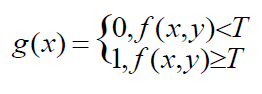 g(x) = {0, f(x,y)<T
1, f(x,y)≥T